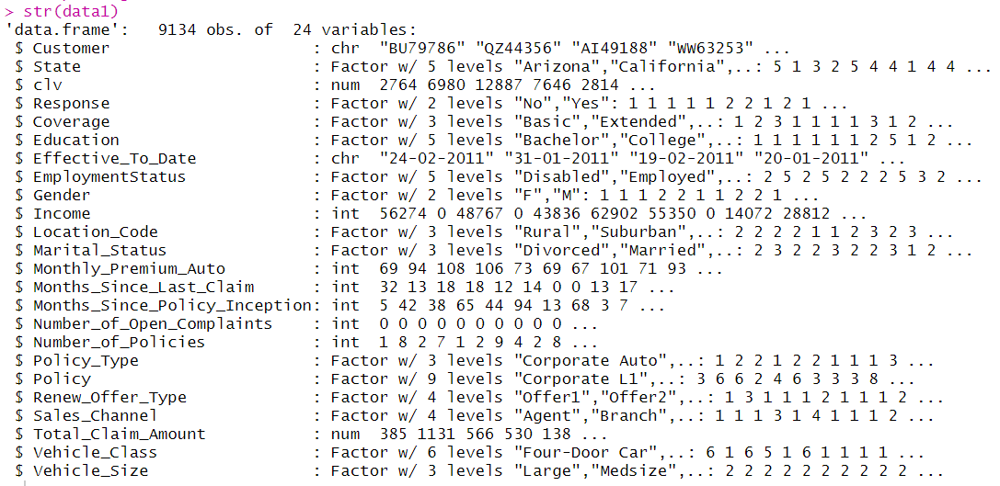 > str(data1)
'data.frame':   9134 obs. of  24 variables:
 $ Customer                     : chr  "BU79786" "QZ44356" "AI49188" "WW63253" ...
 $ State                        : Factor w/ 5 levels "Arizona","California",..: 5 1 3 2 5 4 4 1 4 4 ...
 $ clv                          : num  2764 6980 12887 7646 2814 ...
 $ Response                     : Factor w/ 2 levels "No","Yes": 1 1 1 1 1 2 2 1 2 1 ...
 $ Coverage                     : Factor w/ 3 levels "Basic","Extended",..: 1 2 3 1 1 1 1 3 1 2 ...
 $ Education                    : Factor w/ 5 levels "Bachelor","College",..: 1 1 1 1 1 1 2 5 1 2 ...
 $ Effective_To_Date            : chr  "24-02-2011" "31-01-2011" "19-02-2011" "20-01-2011" ...
 $ EmploymentStatus             : Factor w/ 5 levels "Disabled","Employed",..: 2 5 2 5 2 2 2 5 3 2 ...
 $ Gender                       : Factor w/ 2 levels "F","M": 1 1 1 2 2 1 1 2 2 1 ...
 $ Income                       : int  56274 0 48767 0 43836 62902 55350 0 14072 28812 ...
 $ Location_Code                : Factor w/ 3 levels "Rural","Suburban",..: 2 2 2 2 1 1 2 3 2 3 ...
 $ Marital_Status               : Factor w/ 3 levels "Divorced","Married",..: 2 3 2 2 3 2 2 3 1 2 ...
 $ Monthly_Premium_Auto         : int  69 94 108 106 73 69 67 101 71 93 ...
 $ Months_Since_Last_Claim      : int  32 13 18 18 12 14 0 0 13 17 ...
 $ Months_Since_Policy_Inception: int  5 42 38 65 44 94 13 68 3 7 ...
 $ Number_of_Open_Complaints    : int  0 0 0 0 0 0 0 0 0 0 ...
 $ Number_of_Policies           : int  1 8 2 7 1 2 9 4 2 8 ...
 $ Policy_Type                  : Factor w/ 3 levels "Corporate Auto",..: 1 2 2 1 2 2 1 1 1 3 ...
 $ Policy                       : Factor w/ 9 levels "Corporate L1",..: 3 6 6 2 4 6 3 3 3 8 ...
 $ Renew_Offer_Type             : Factor w/ 4 levels "Offer1","Offer2",..: 1 3 1 1 1 2 1 1 1 2 ...
 $ Sales_Channel                : Factor w/ 4 levels "Agent","Branch",..: 1 1 1 3 1 4 1 1 1 2 ...
 $ Total_Claim_Amount           : num  385 1131 566 530 138 ...
 $ Vehicle_Class                : Factor w/ 6 levels "Four-Door Car",..: 6 1 6 5 1 6 1 1 1 1 ...
 $ Vehicle_Size                 : Factor w/ 3 levels "Large","Medsize",..: 2 2 2 2 2 2 2 2 2 2 ...